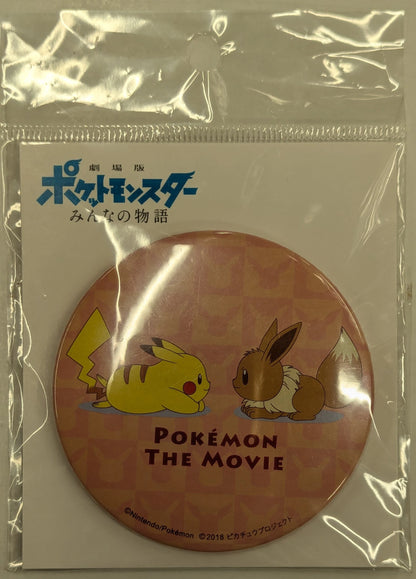 劇場版
ポケットモンスター
みんなの物語
POKÉMON
THE MOVIE
©Nintendo/Pokémon ©2018 ピカチュウプロジェクト